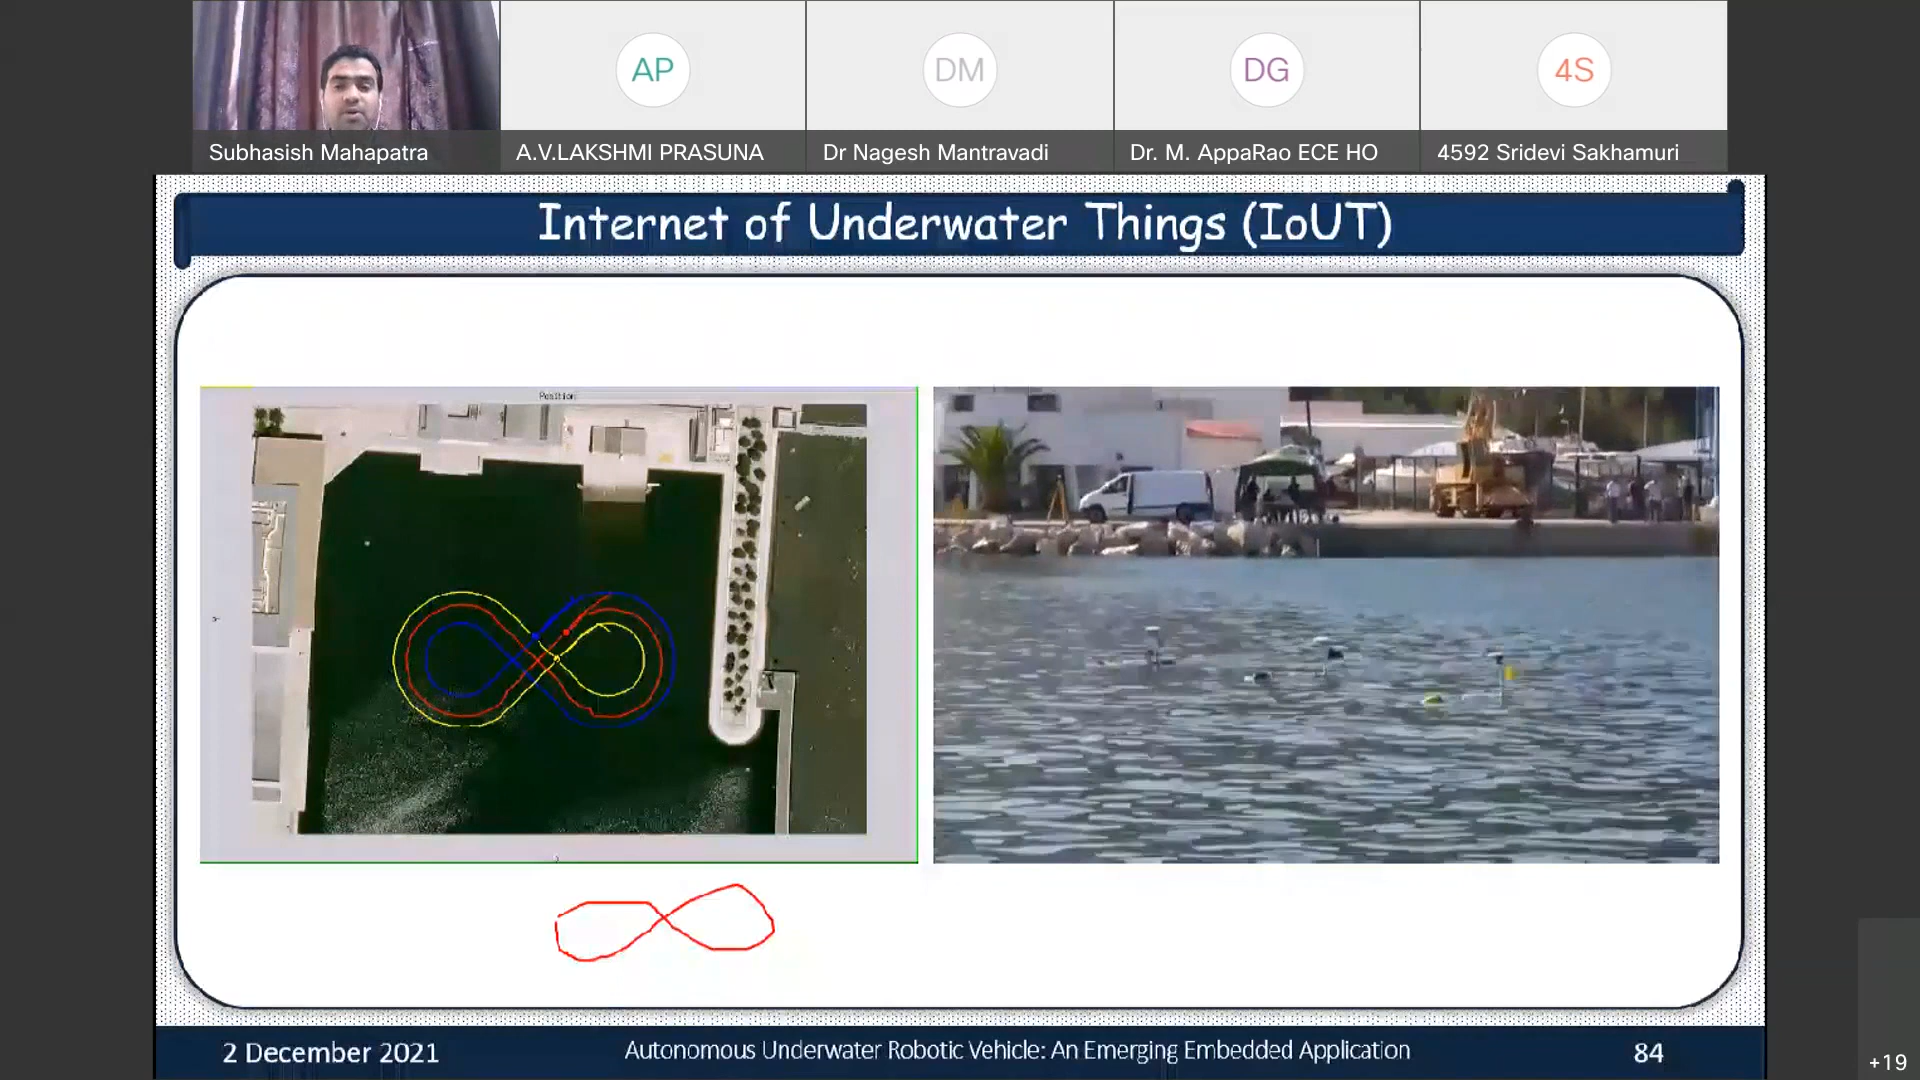 AP
DM
DG
4S
Subhasish Mahapatra
A.V.LAKSHMI PRASUNA
Dr Nagesh Mantravadi
Dr. M. AppaRao ECE HO
4592 Sridevi Sakhamuri
Internet of Underwater Things (IoUT)
Position
2 December 2021
Autonomous Underwater Robotic Vehicle: An Emerging Embedded Application
84
+19